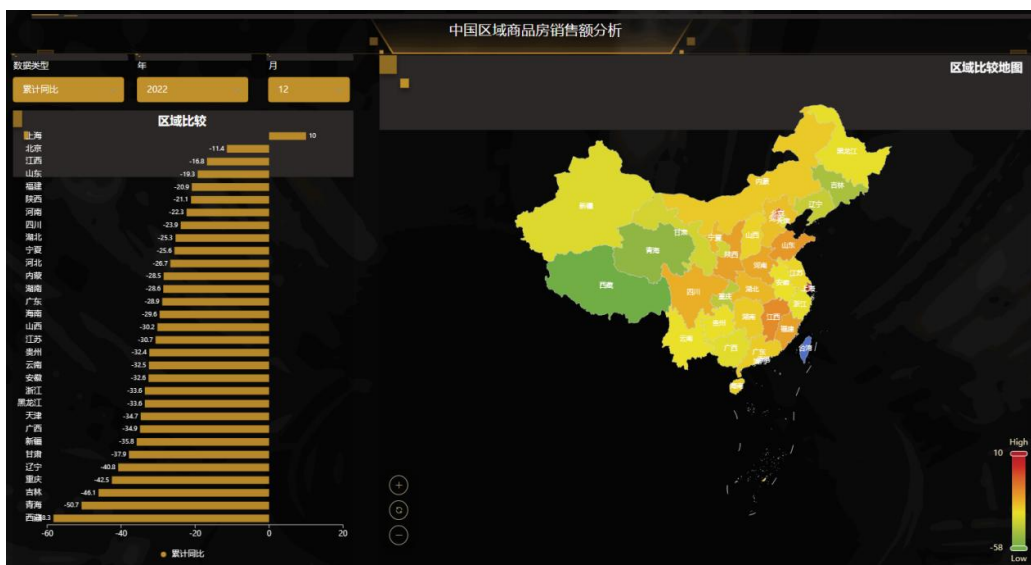 中国区域商品房销售额分析
数据类型 年 月
累计同比 2022 12
区域比较
上海 10
北京 -11.4
江西 -16.8
山东 -19.3
福建 -20.9
陕西 -21.1
河南 -22.3
四川 -23.9
湖北 -25.3
宁夏 -25.6
河北 -26.7
内蒙 -28.5
湖南 -28.6
广东 -28.9
海南 -29.6
山西 -30.2
江苏 -30.7
贵州 -32.4
云南 -32.5
安徽 -32.6
浙江 -33.6
黑龙江 -33.6
天津 -34.7
广西 -34.9
新疆 -35.8
甘肃 -37.9
辽宁 -40.8
重庆 -42.5
吉林 -46.1
青海 -50.7
西藏 8.3
-60 -40 -20 0 20
累计同比
区域比较地图
黑龙江
吉林
内蒙
辽宁
新疆
甘肃
宁夏
山西
山东
青海
陕西
河南
江苏
西藏
安徽
上海
四川
重庆
湖北
浙江
湖南
江西
贵州
福建
云南
广西
广东
台湾
海南
High
10
-58
Low